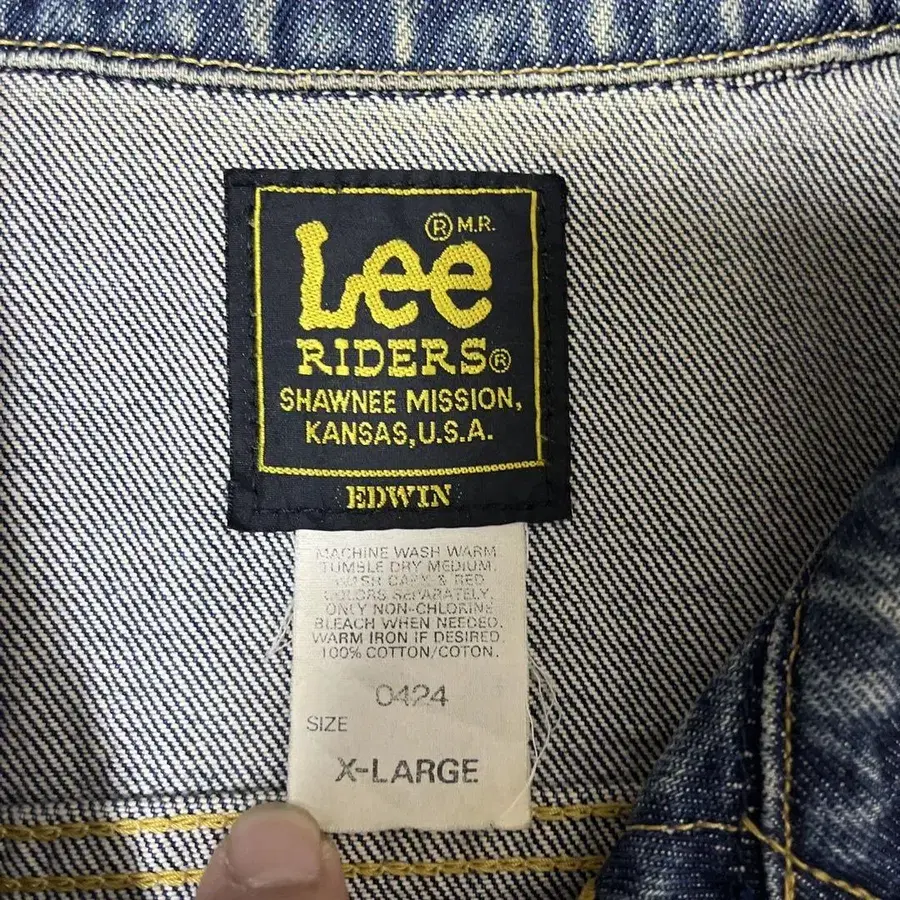 ® M.R.
Lee
RIDERS®
SHAWNEE MISSION,
KANSAS, U.S.A.
EDWIN
MACHINE WASH WARM
TUMBLE DRY MEDIUM.
WASH DARK & RED
COLORS SEPARATELY.
ONLY NON-CHLORINE
BLEACH WHEN NEEDED.
WARM IRON IF DESIRED.
100% COTTON/COTON.
0424
SIZE
X-LARGE